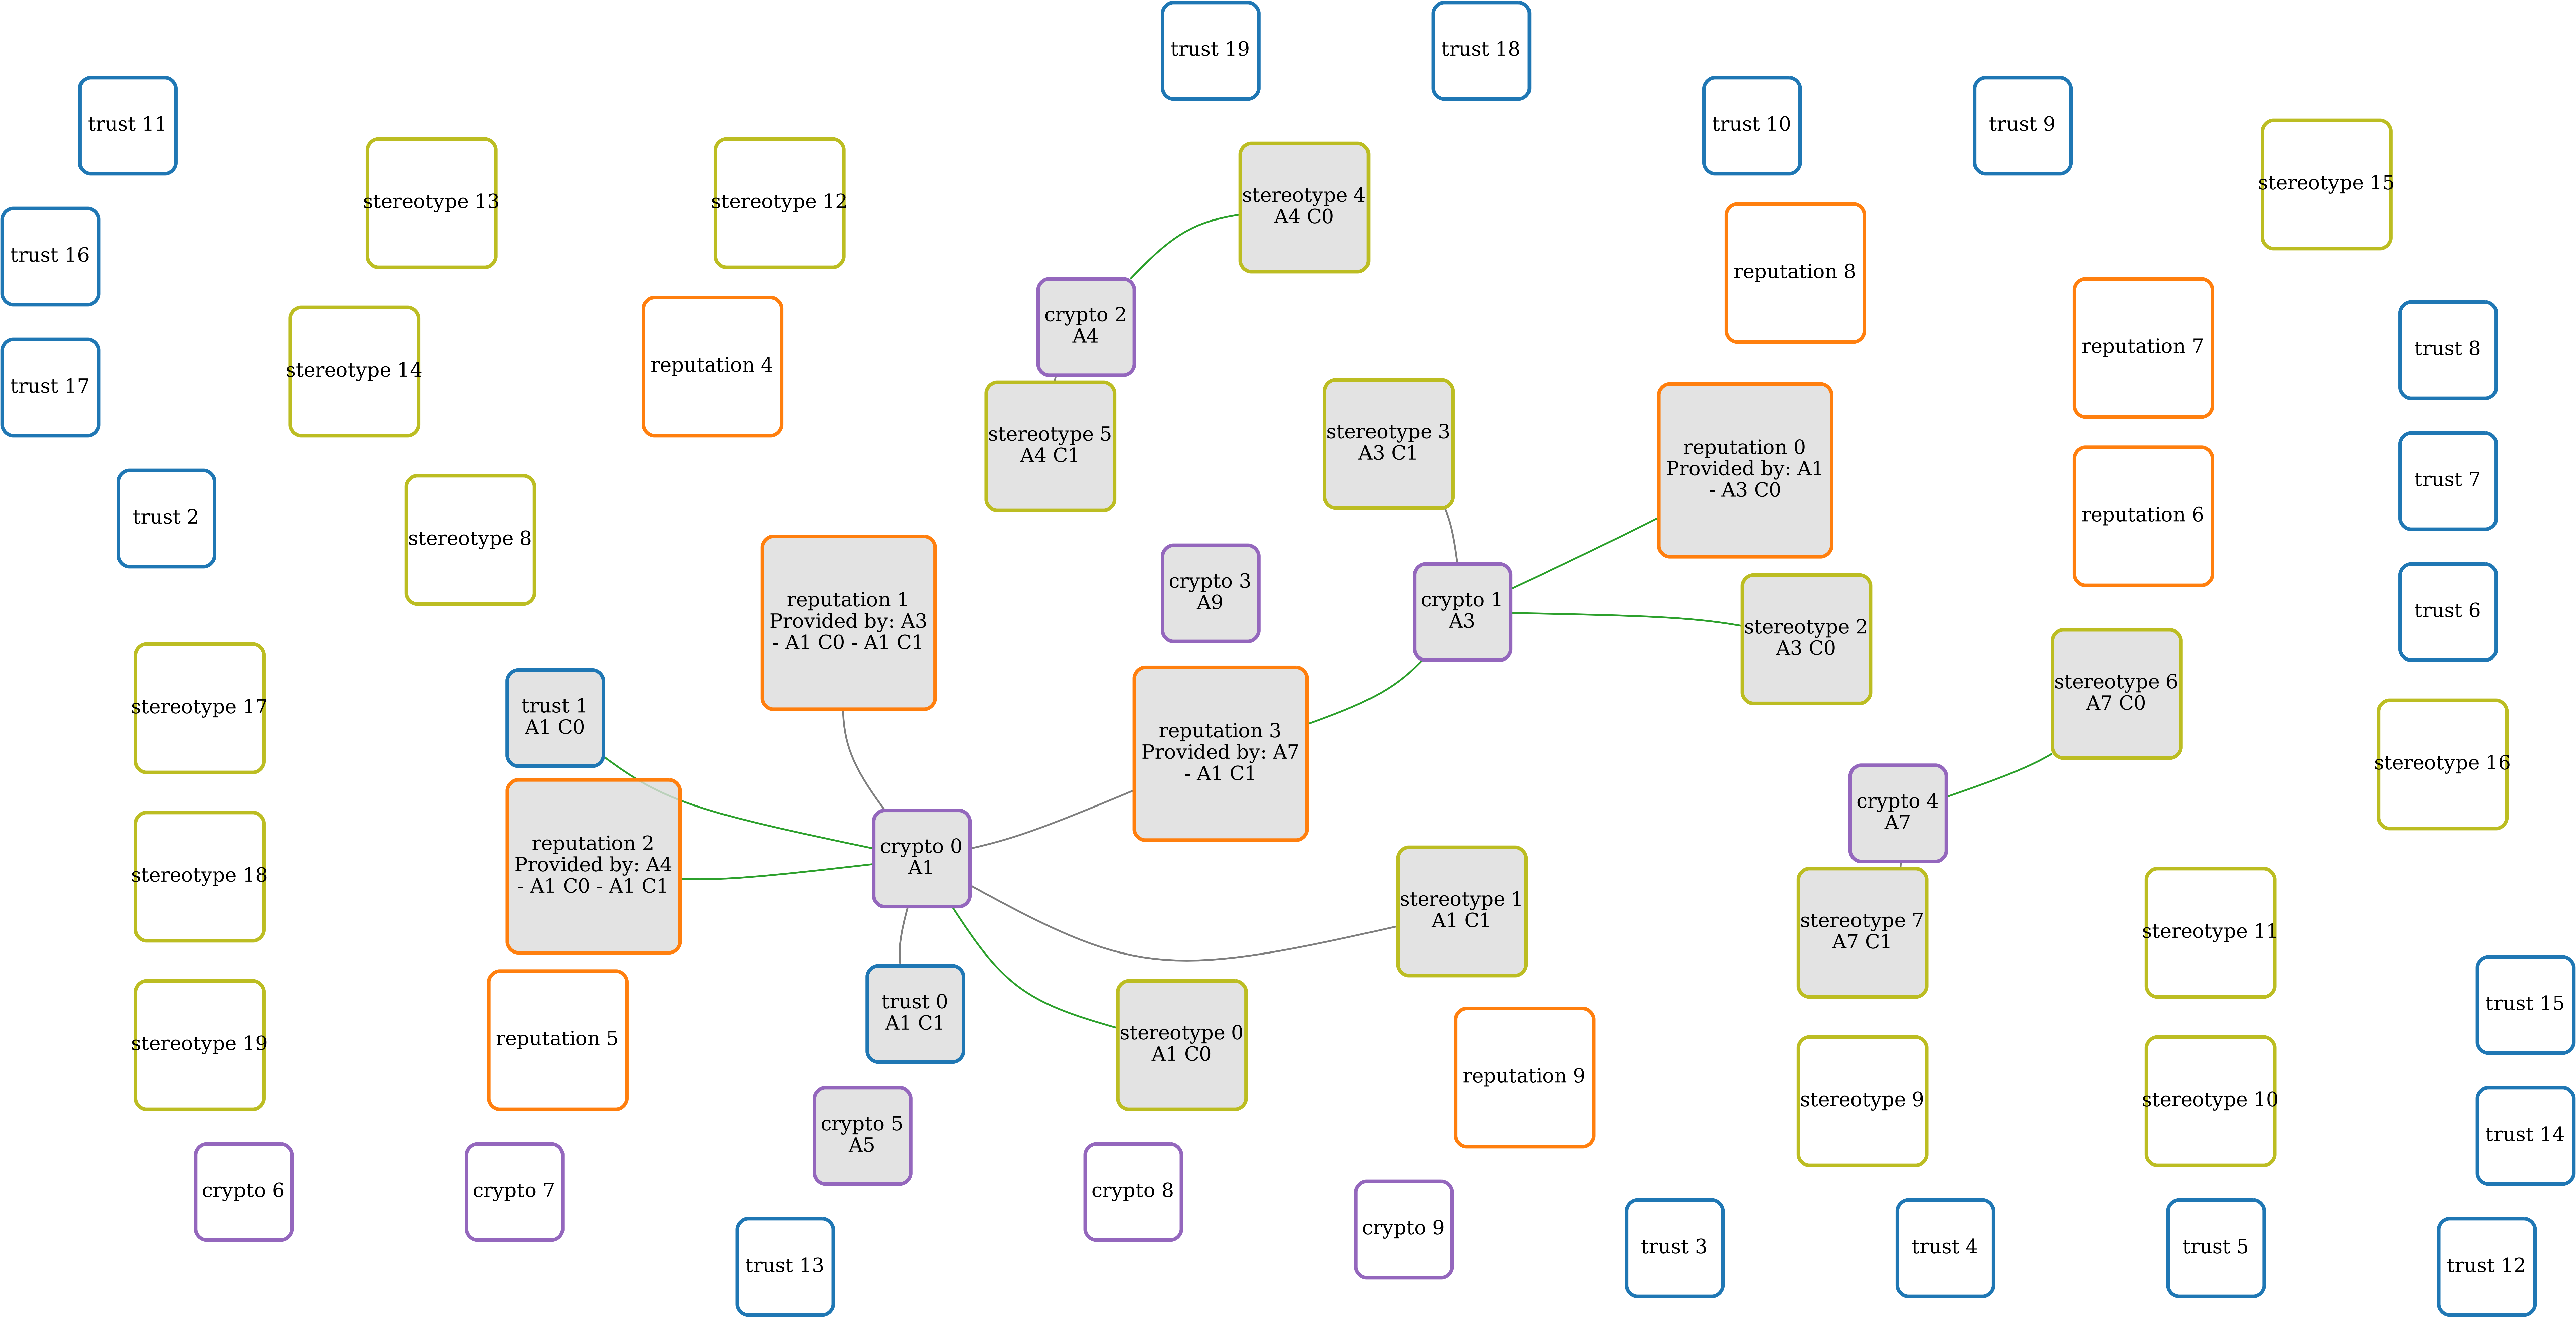 trust 19
trust 18
trust 11
trust 10
trust 9
stereotype 15
stereotype 13
stereotype 12
stereotype 4
A4 C0
trust 16
reputation 8
crypto 2
A4
reputation 7
trust 8
stereotype 14
reputation 4
trust 17
stereotype 5
A4 C1
stereotype 3
A3 C1
reputation 0
Provided by: A1
- A3 C0
trust 7
trust 2
reputation 6
stereotype 8
crypto 3
A9
crypto 1
A3
trust 6
reputation 1
Provided by: A3
- A1 C0 - A1 C1
stereotype 2
A3 C0
stereotype 6
A7 C0
stereotype 17
trust 1
A1 C0
reputation 3
Provided by: A7
- A1 C1
stereotype 16
crypto 4
A7
reputation 2
Provided by: A4
- A1 C0 - A1 C1
crypto 0
A1
stereotype 18
stereotype 1
A1 C1
stereotype 7
A7 C1
stereotype 11
trust 0
A1 C1
trust 15
stereotype 19
reputation 5
stereotype 0
A1 C0
reputation 9
stereotype 9
stereotype 10
crypto 5
A5
trust 14
crypto 6
crypto 7
crypto 8
crypto 9
trust 3
trust 4
trust 5
trust 13
trust 12